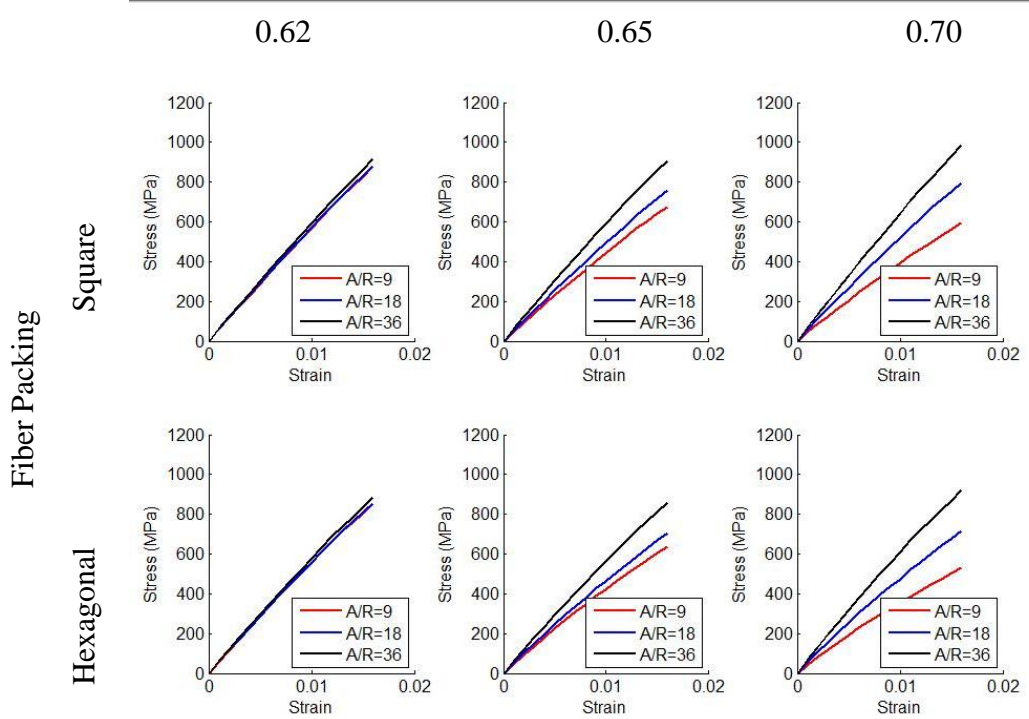 0.62 0.65 0.70
Fiber Packing
Square
1200
1000
800
600
400
200
0
Stress (MPa)
0 0.01 0.02
Strain
A/R=9
A/R=18
A/R=36
1200
1000
800
600
400
200
0
Stress (MPa)
0 0.01 0.02
Strain
A/R=9
A/R=18
A/R=36
1200
1000
800
600
400
200
0
Stress (MPa)
0 0.01 0.02
Strain
A/R=9
A/R=18
A/R=36
Hexagonal
1200
1000
800
600
400
200
0
Stress (MPa)
0 0.01 0.02
Strain
A/R=9
A/R=18
A/R=36
1200
1000
800
600
400
200
0
Stress (MPa)
0 0.01 0.02
Strain
A/R=9
A/R=18
A/R=36
1200
1000
800
600
400
200
0
Stress (MPa)
0 0.01 0.02
Strain
A/R=9
A/R=18
A/R=36